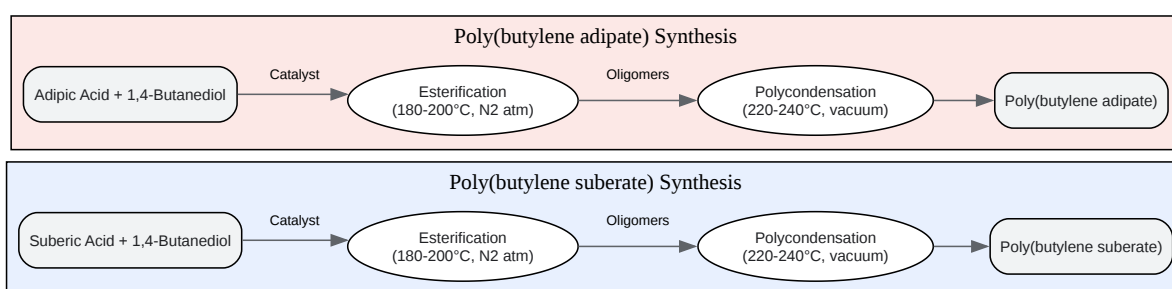 Poly(butylene adipate) Synthesis
Adipic Acid + 1,4-Butanediol
Catalyst
Esterification
(180-200°C, N2 atm)
Oligomers
Polycondensation
(220-240°C, vacuum)
Poly(butylene adipate)
Poly(butylene suberate) Synthesis
Suberic Acid + 1,4-Butanediol
Catalyst
Esterification
(180-200°C, N2 atm)
Oligomers
Polycondensation
(220-240°C, vacuum)
Poly(butylene suberate)